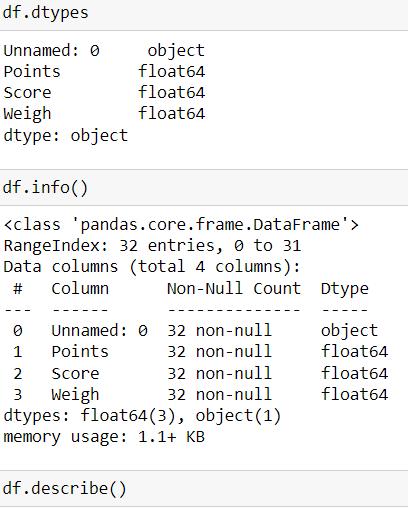 df.dtypes
Unnamed: 0     object
Points        float64
Score         float64
Weigh         float64
dtype: object
df.info()
<class 'pandas.core.frame.DataFrame'>
RangeIndex: 32 entries, 0 to 31
Data columns (total 4 columns):
 #   Column      Non-Null Count  Dtype
---  ------      --------------  -----
 0   Unnamed: 0  32 non-null     object
 1   Points      32 non-null     float64
 2   Score       32 non-null     float64
 3   Weigh       32 non-null     float64
dtypes: float64(3), object(1)
memory usage: 1.1+ KB
df.describe()